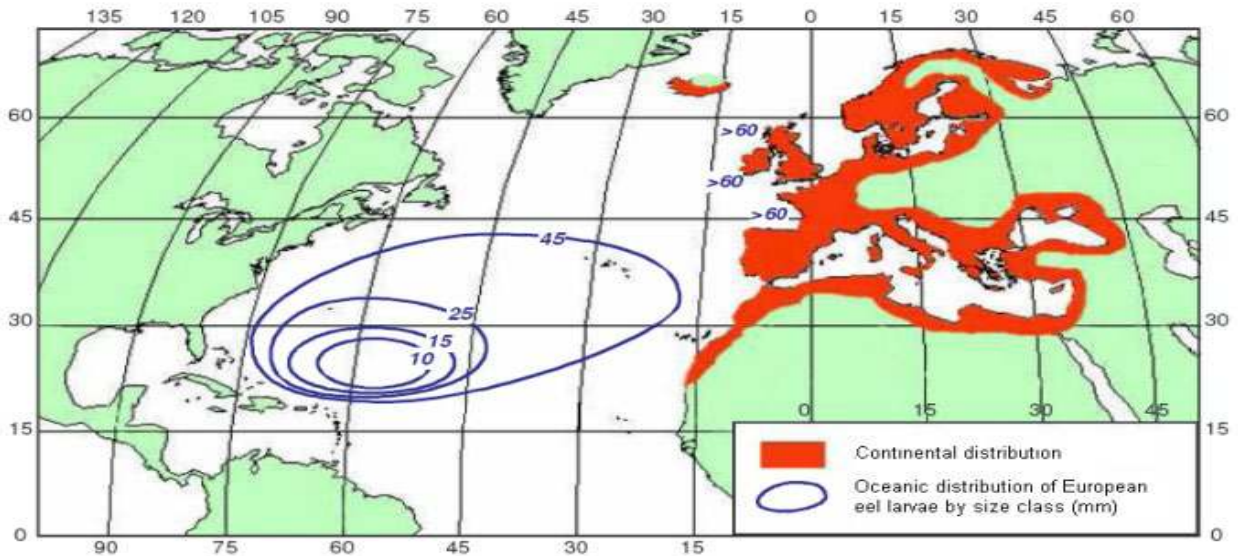 135 120 105 90 75 60 45 30 15 0 15 30 45 60
60 >60 60
>60
45 >60 45
45
30 25 30
15
10
0 15 30 45
15 15
Continental distribution
Oceanic distribution of European
eel larvae by size class (mm)
0 0
90 75 60 45 30 15